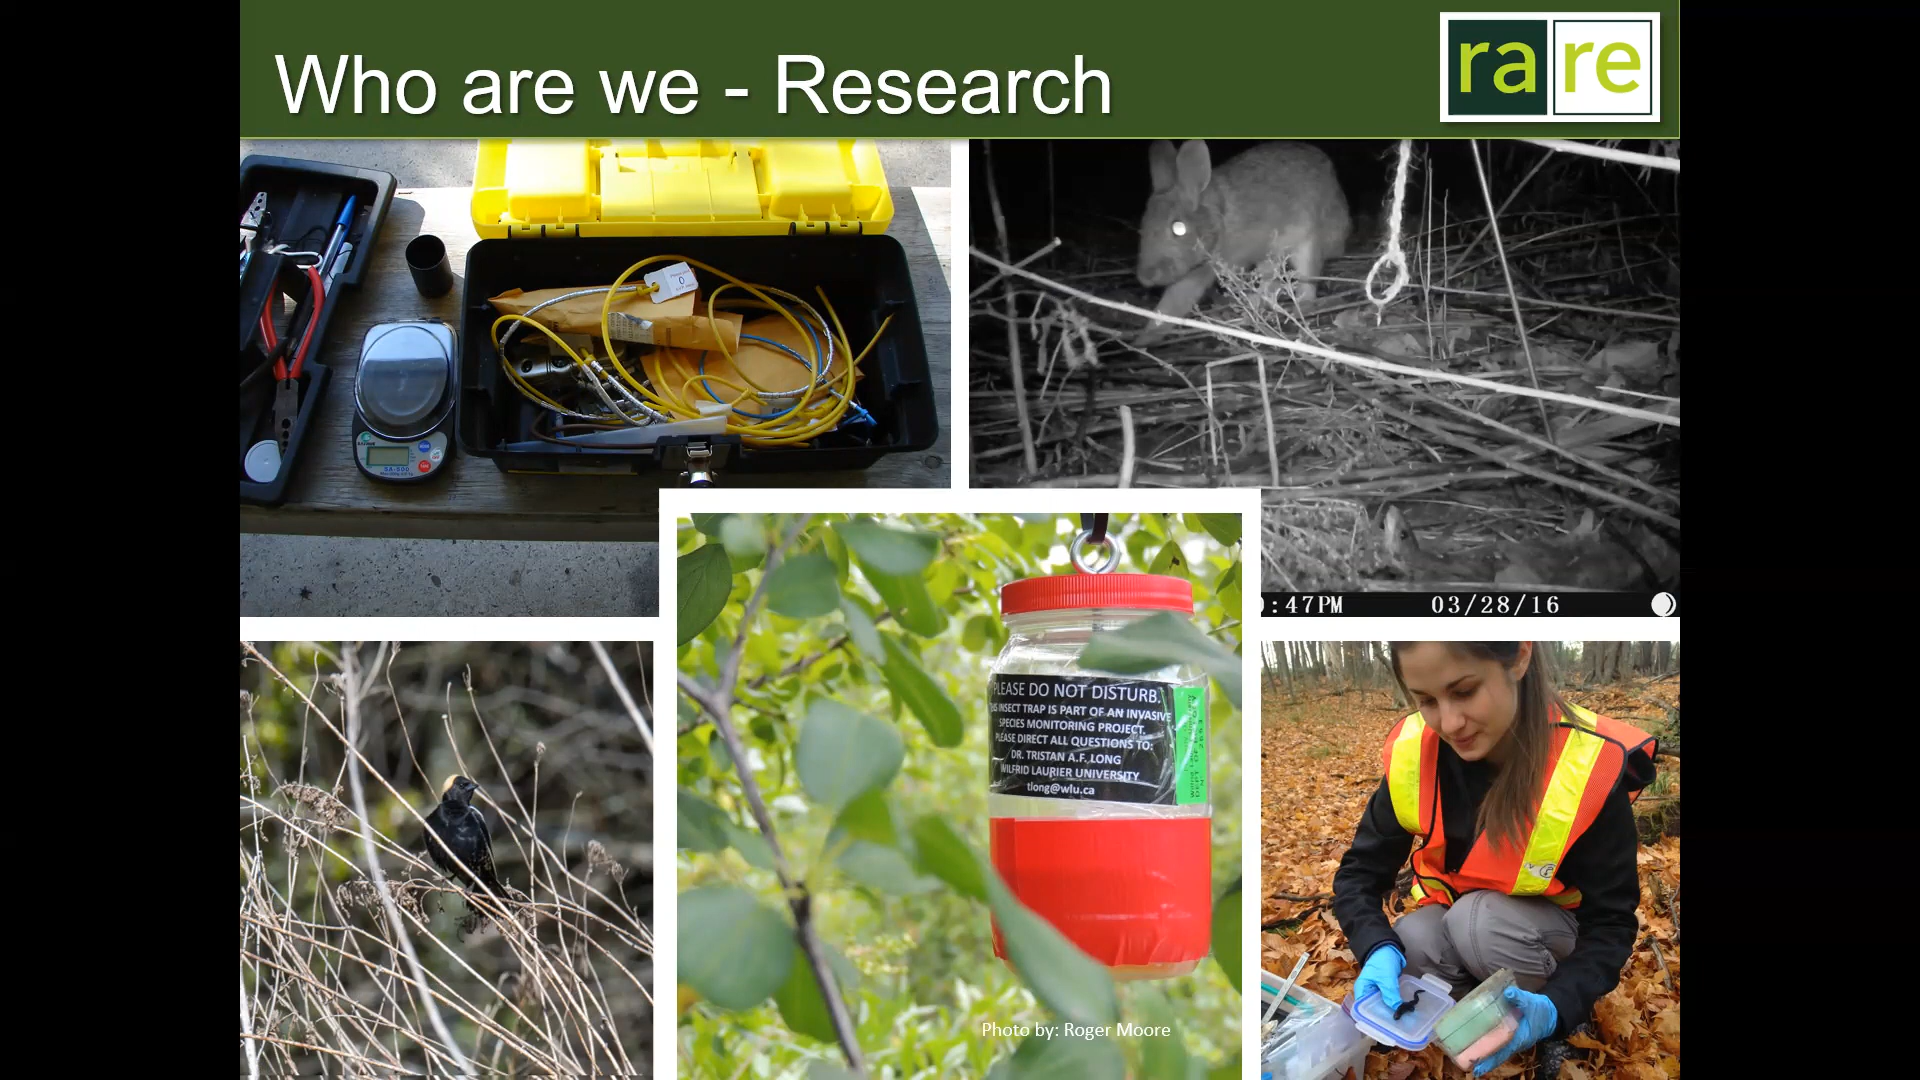 Who are we - Research
rare
0
:47PM 03/28/16
PLEASE DO NOT DISTURB.
INSECT TRAP IS PART OF AN INVASIVE
SPECIES MONITORING PROJECT.
PLEASE DIRECT ALL QUESTIONS TO:
DR. TRISTAN A.F. LONG
WILFRID LAURIER UNIVERSITY
tlong@wlu.ca
Photo by: Roger Moore